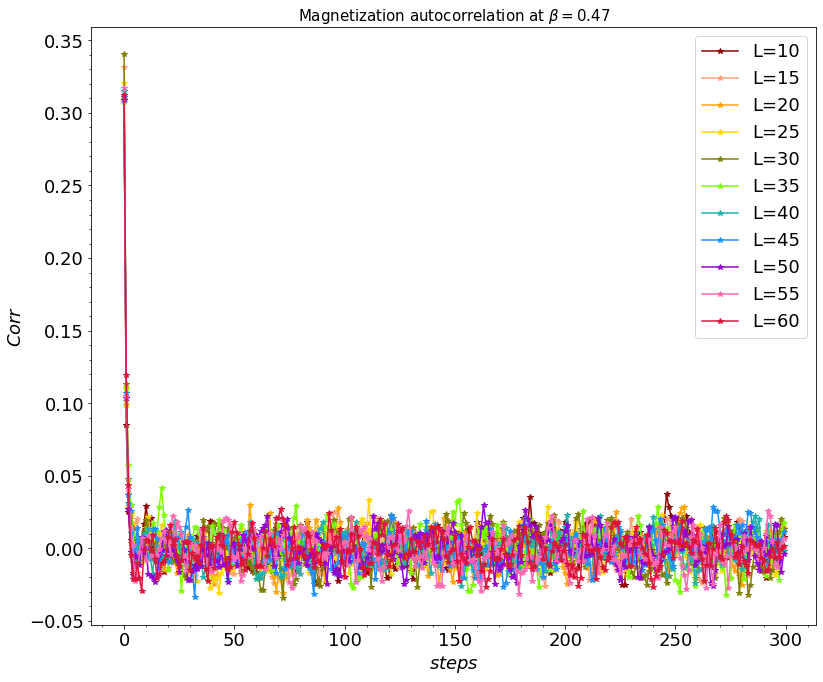 Magnetization autocorrelation at β = 0.47
0.35
0.30
0.25
0.20
0.15
0.10
0.05
0.00
−0.05
Corr
L=10
L=15
L=20
L=25
L=30
L=35
L=40
L=45
L=50
L=55
L=60
0 50 100 150 200 250 300
steps